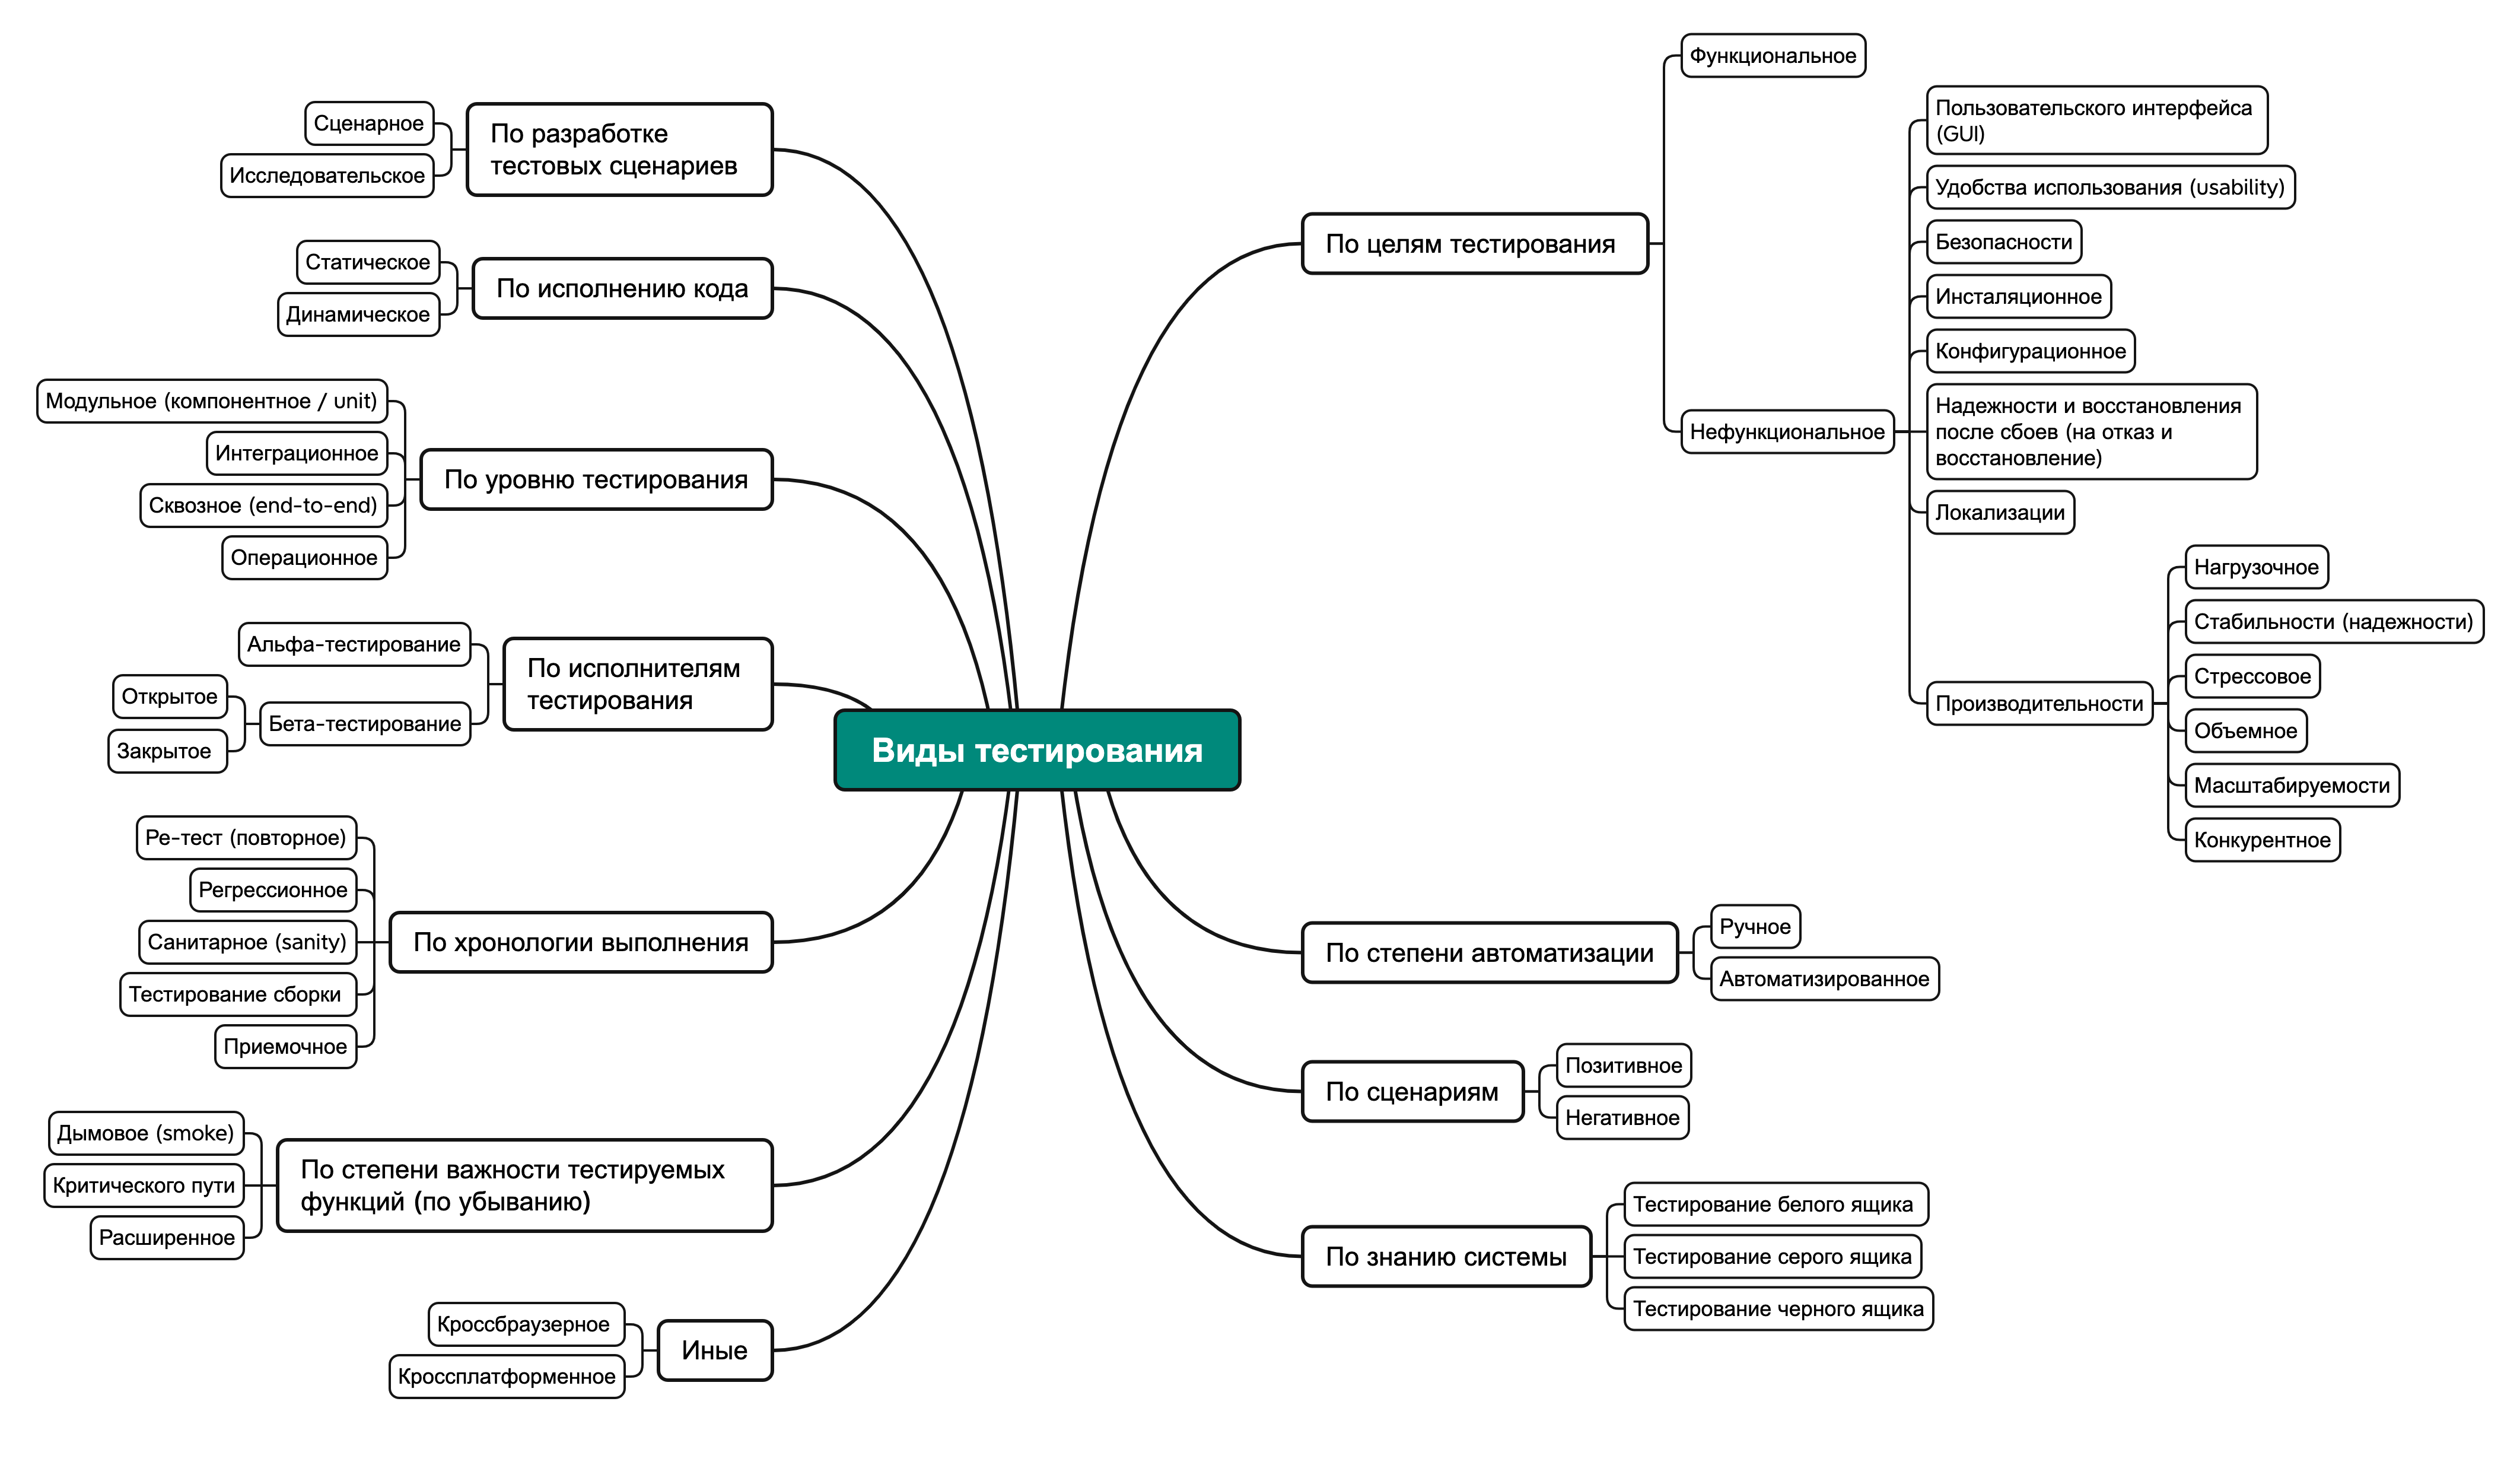 Виды тестирования
По разработке
тестовых сценариев
Сценарное
Исследовательское
По исполнению кода
Статическое
Динамическое
По уровню тестирования
Модульное (компонентное / unit)
Интеграционное
Сквозное (end-to-end)
Операционное
По исполнителям
тестирования
Альфа-тестирование
Бета-тестирование
Открытое
Закрытое
По хронологии выполнения
Ре-тест (повторное)
Регрессионное
Санитарное (sanity)
Тестирование сборки
Приемочное
По степени важности тестируемых
функций (по убыванию)
Дымовое (smoke)
Критического пути
Расширенное
Иные
Кроссбраузерное
Кроссплатформенное
По целям тестирования
Функциональное
Нефункциональное
Пользовательского интерфейса
(GUI)
Удобства использования (usability)
Безопасности
Инсталяционное
Конфигурационное
Надежности и восстановления
после сбоев (на отказ и
восстановление)
Локализации
Производительности
Нагрузочное
Стабильности (надежности)
Стрессовое
Объемное
Масштабируемости
Конкурентное
По степени автоматизации
Ручное
Автоматизированное
По сценариям
Позитивное
Негативное
По знанию системы
Тестирование белого ящика
Тестирование серого ящика
Тестирование черного ящика